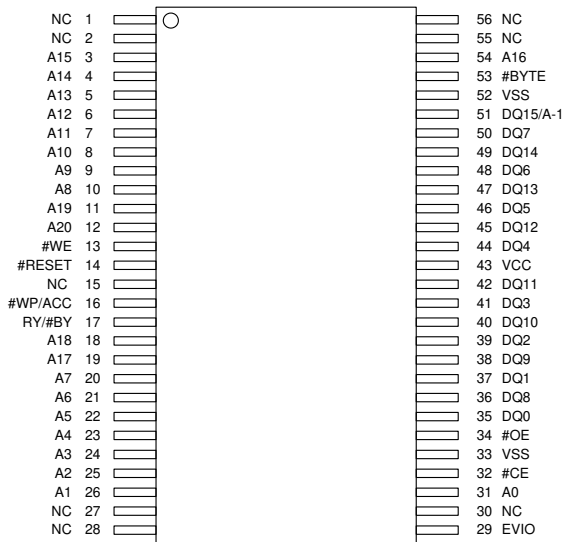 NC 1 56 NC
NC 2 55 NC
A15 3 54 A16
A14 4 53 #BYTE
A13 5 52 VSS
A12 6 51 DQ15/A-1
A11 7 50 DQ7
A10 8 49 DQ14
A9 9 48 DQ6
A8 10 47 DQ13
A19 11 46 DQ5
A20 12 45 DQ12
#WE 13 44 DQ4
#RESET 14 43 VCC
NC 15 42 DQ11
#WP/ACC 16 41 DQ3
RY/#BY 17 40 DQ10
A18 18 39 DQ2
A17 19 38 DQ9
A7 20 37 DQ1
A6 21 36 DQ8
A5 22 35 DQ0
A4 23 34 #OE
A3 24 33 VSS
A2 25 32 #CE
A1 26 31 A0
NC 27 30 NC
NC 28 29 EVIO